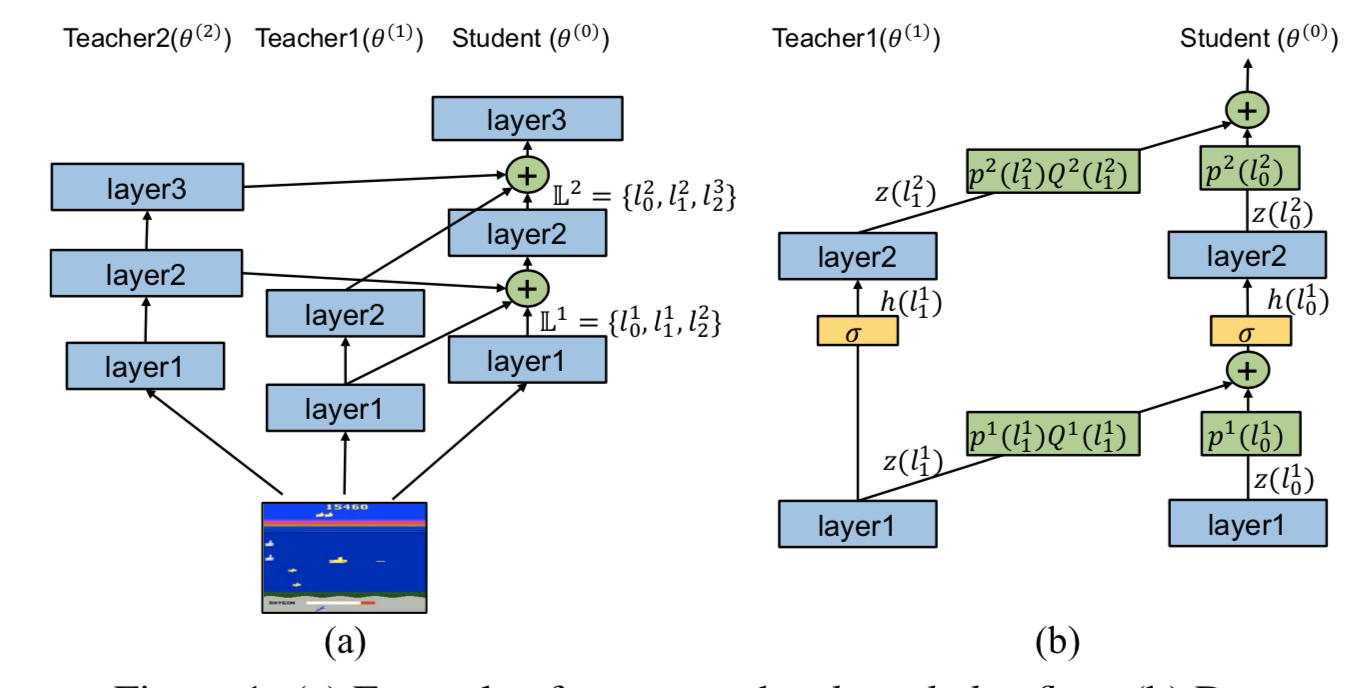 Teacher2(θ^(2)) Teacher1(θ^(1)) Student (θ^(0))
layer3
layer3
𝕃² = {l₀², l₁², l₂³}
layer2
layer2
layer2
𝕃¹ = {l₀¹, l₁¹, l₂²}
layer1
layer1
layer1
15460
(a)
Teacher1(θ^(1)) Student (θ^(0))
+
p²(l₁²)Q²(l₁²) p²(l₀²)
z(l₁²) z(l₀²)
layer2 layer2
h(l₁¹) h(l₀¹)
σ σ
+
p¹(l₁¹)Q¹(l₁¹) p¹(l₀¹)
z(l₁¹) z(l₀¹)
layer1 layer1
(b)